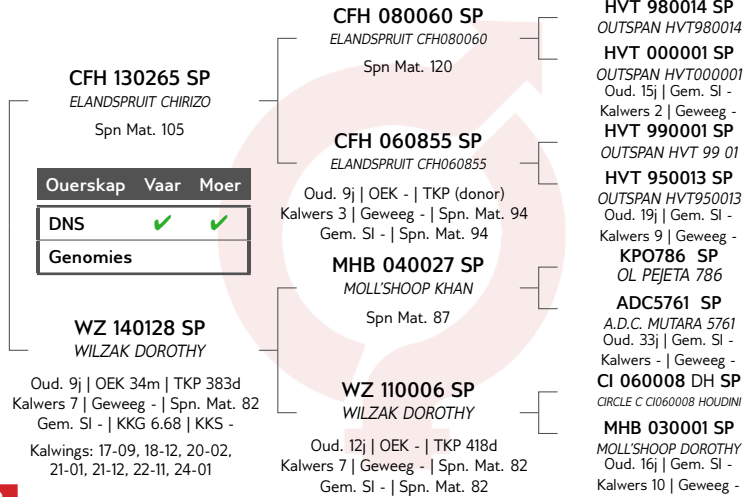 CFH 130265 SP
ELANDSPRUIT CHIRIZO
Spn Mat. 105
Ouerskap Vaar Moer
DNS ✔ ✔
Genomies
WZ 140128 SP
WILZAK DOROTHY
Oud. 9j | OEK 34m | TKP 383d
Kalwers 7 | Geweeg - | Spn. Mat. 82
Gem. SI - | KKG 6.68 | KKS -
Kalwings: 17-09, 18-12, 20-02,
21-01, 21-12, 22-11, 24-01
CFH 080060 SP
ELANDSPRUIT CFH080060
Spn Mat. 120
CFH 060855 SP
ELANDSPRUIT CFH060855
Oud. 9j | OEK - | TKP (donor)
Kalwers 3 | Geweeg - | Spn. Mat. 94
Gem. SI - | Spn. Mat. 94
MHB 040027 SP
MOLL'SHOOP KHAN
Spn Mat. 87
WZ 110006 SP
WILZAK DOROTHY
Oud. 12j | OEK - | TKP 418d
Kalwers 7 | Geweeg - | Spn. Mat. 82
Gem. SI - | Spn. Mat. 82
HVT 980014 SP
OUTSPAN HVT980014
HVT 000001 SP
OUTSPAN HVT000001
Oud. 15j | Gem. SI -
Kalwers 2 | Geweeg -
HVT 990001 SP
OUTSPAN HVT 99 01
HVT 950013 SP
OUTSPAN HVT950013
Oud. 19j | Gem. SI -
Kalwers 9 | Geweeg -
KPO786 SP
OL PEJETA 786
ADC5761 SP
A.D.C. MUTARA 5761
Oud. 33j | Gem. SI -
Kalwers - | Geweeg -
CI 060008 DH SP
CIRCLE C CI060008 HOUDINI
MHB 030001 SP
MOLL'SHOOP DOROTHY
Oud. 16j | Gem. SI -
Kalwers 10 | Geweeg -